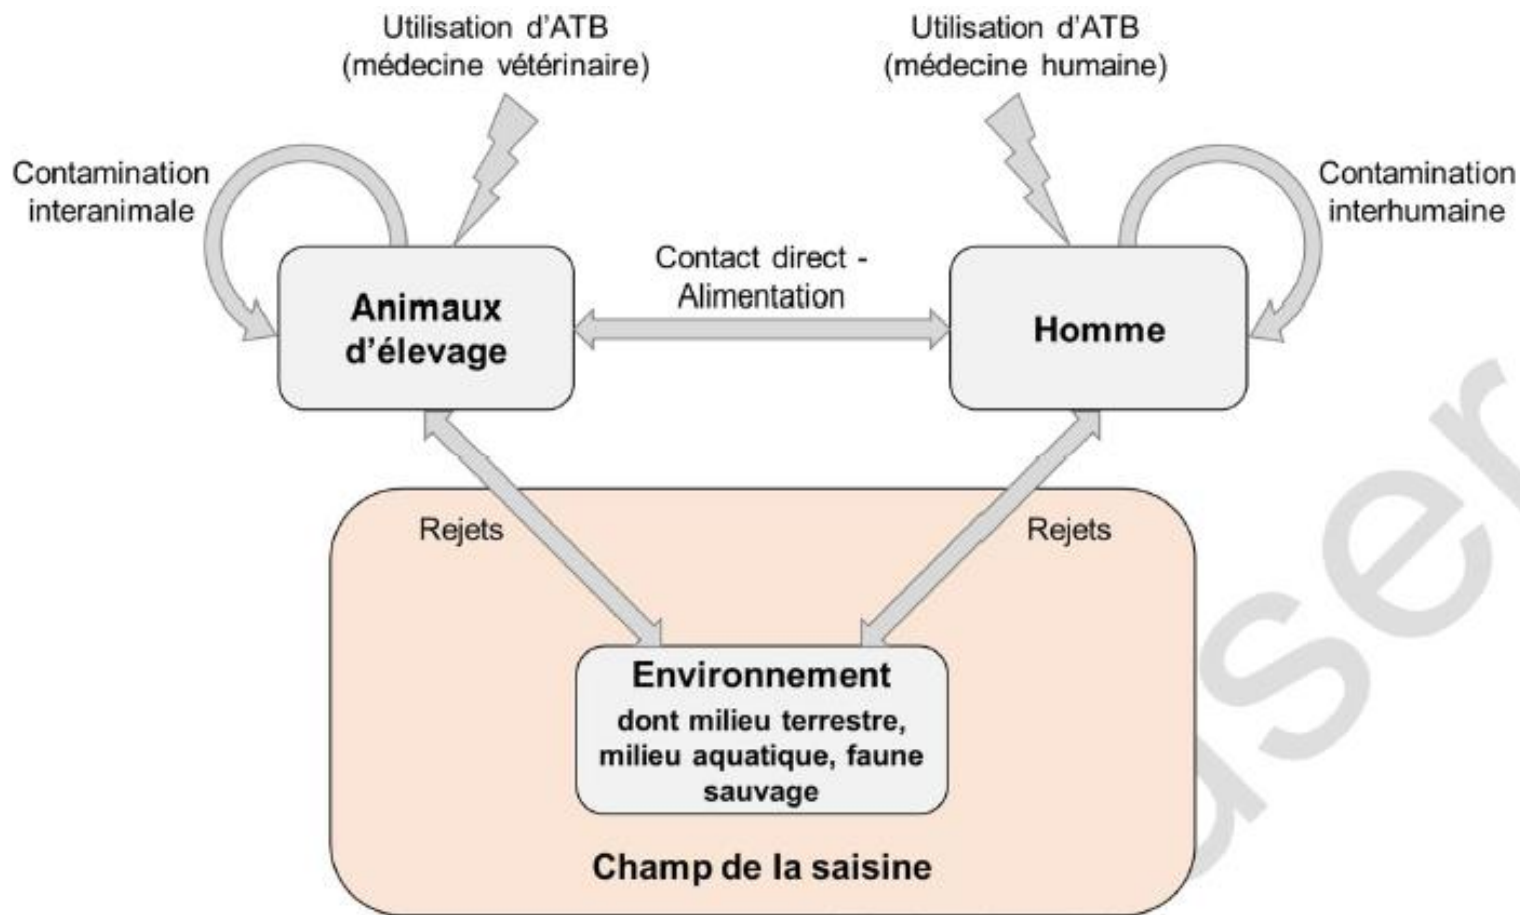 Utilisation d'ATB
(médecine vétérinaire)
Utilisation d'ATB
(médecine humaine)
Contamination
interanimale
Contamination
interhumaine
Contact direct -
Alimentation
Animaux
d'élevage
Homme
Rejets
Rejets
Environnement
dont milieu terrestre,
milieu aquatique, faune
sauvage
Champ de la saisine